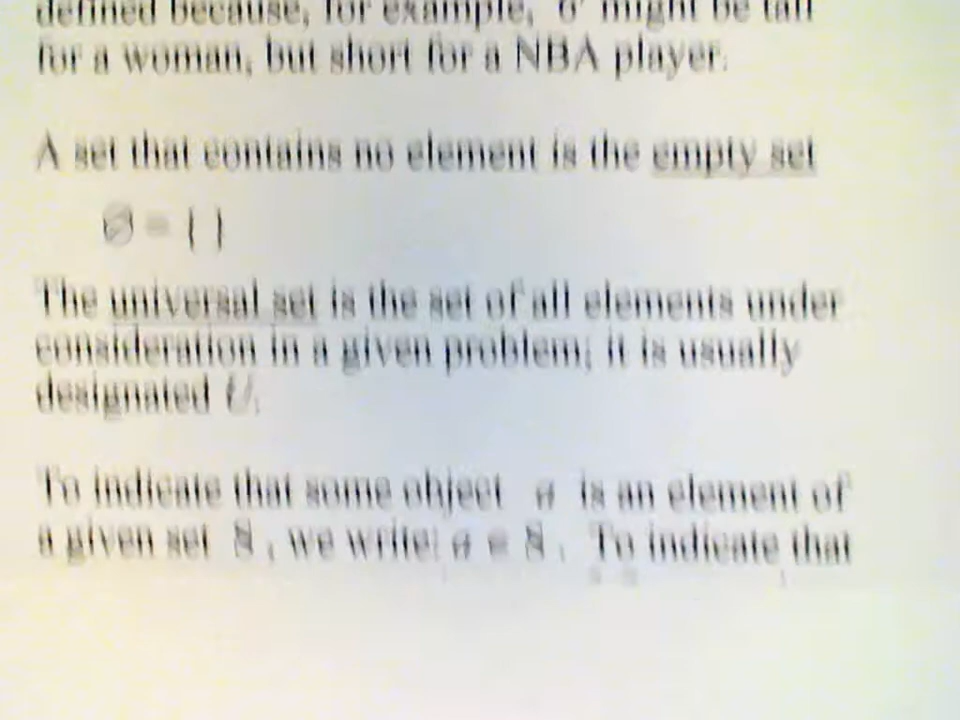 defined because, for example, 6' might be tall
for a woman, but short for a NBA player.
A set that contains no element is the empty set
Ø = { }
The universal set is the set of all elements under
consideration in a given problem; it is usually
designated U.
To indicate that some object a is an element of
a given set S, we write: a ∈ S. To indicate that